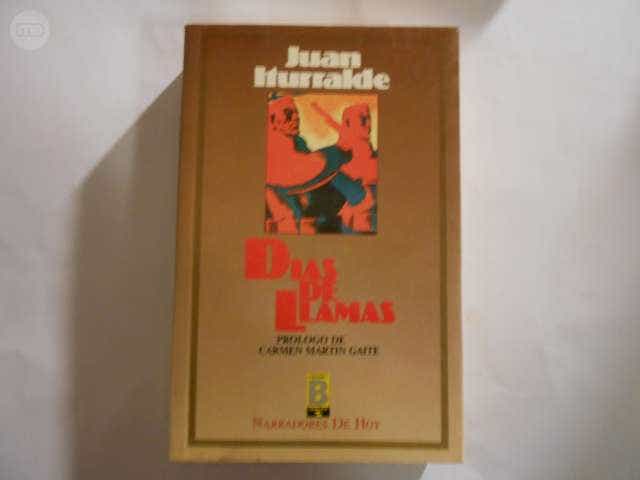 Juan
Iturralde
DIAS
DE
LLAMAS
PROLOGO DE
CARMEN MARTIN GAITE
B
NARRADORES DE HOY